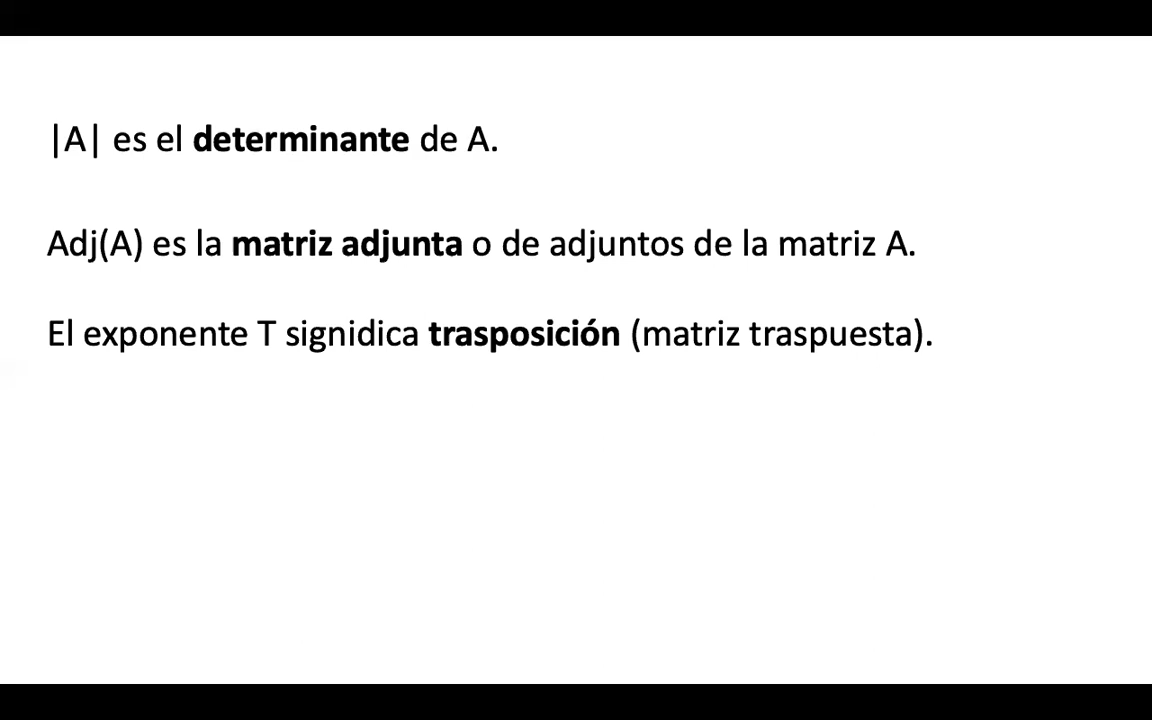 |A| es el determinante de A.
Adj(A) es la matriz adjunta o de adjuntos de la matriz A.
El exponente T signidica trasposición (matriz traspuesta).